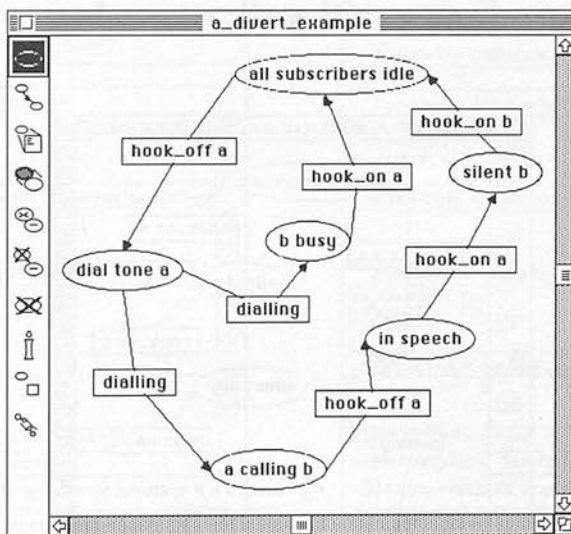 a_divert_example
all subscribers idle
hook_on b
hook_off a
hook_on a
silent b
b busy
dial tone a
hook_on a
dialling
in speech
dialling
hook_off a
a calling b